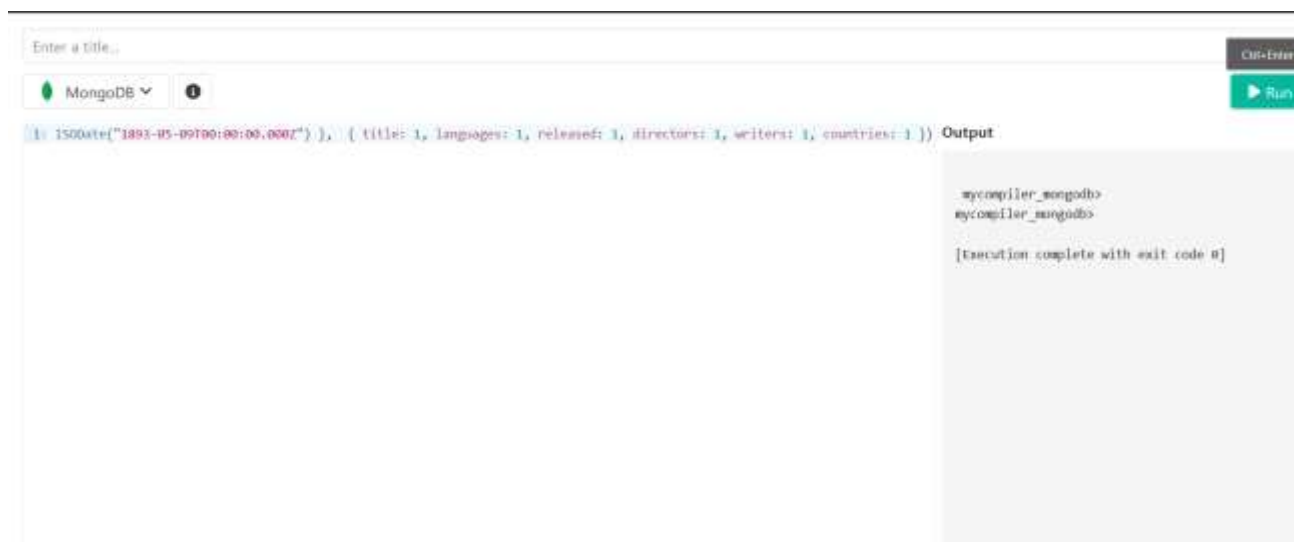 Enter a title...
Ctrl+Enter
MongoDB
Run
1: ISODate("1893-05-09T00:00:00.000Z") }, { title: 1, languages: 1, released: 1, directors: 1, writers: 1, countries: 1 })
Output
mycompiler_mongodb>
mycompiler_mongodb>
[Execution complete with exit code 0]